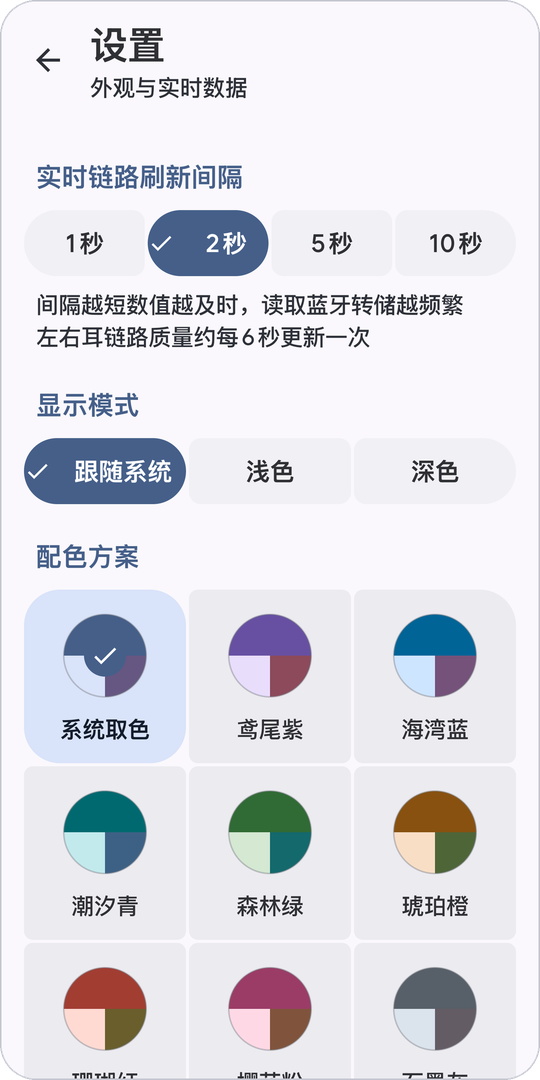 设置
外观与实时数据
实时链路刷新间隔
1秒
2秒
5秒
10秒
间隔越短数值越及时，读取蓝牙转储越频繁
左右耳链路质量约每6秒更新一次
显示模式
跟随系统
浅色
深色
配色方案
系统取色
鸢尾紫
海湾蓝
潮汐青
森林绿
琥珀橙